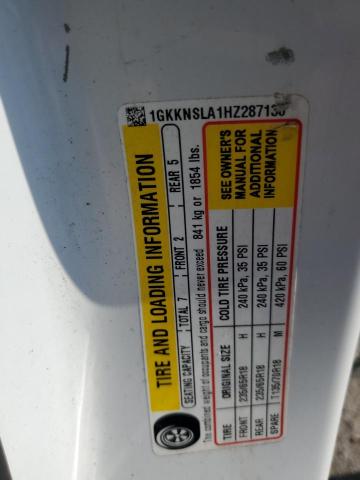 1GKKNSLA1HZ287130
TIRE AND LOADING INFORMATION
SEATING CAPACITY TOTAL 7 FRONT 2 REAR 5
The combined weight of occupants and cargo should never exceed 841 kg or 1854 lbs.
TIRE ORIGINAL SIZE COLD TIRE PRESSURE
FRONT 235/65R18 H 240 kPa, 35 PSI
REAR 235/65R18 H 240 kPa, 35 PSI
SPARE T135/70R18 M 420 kPa, 60 PSI
SEE OWNER'S
MANUAL FOR
ADDITIONAL
INFORMATION